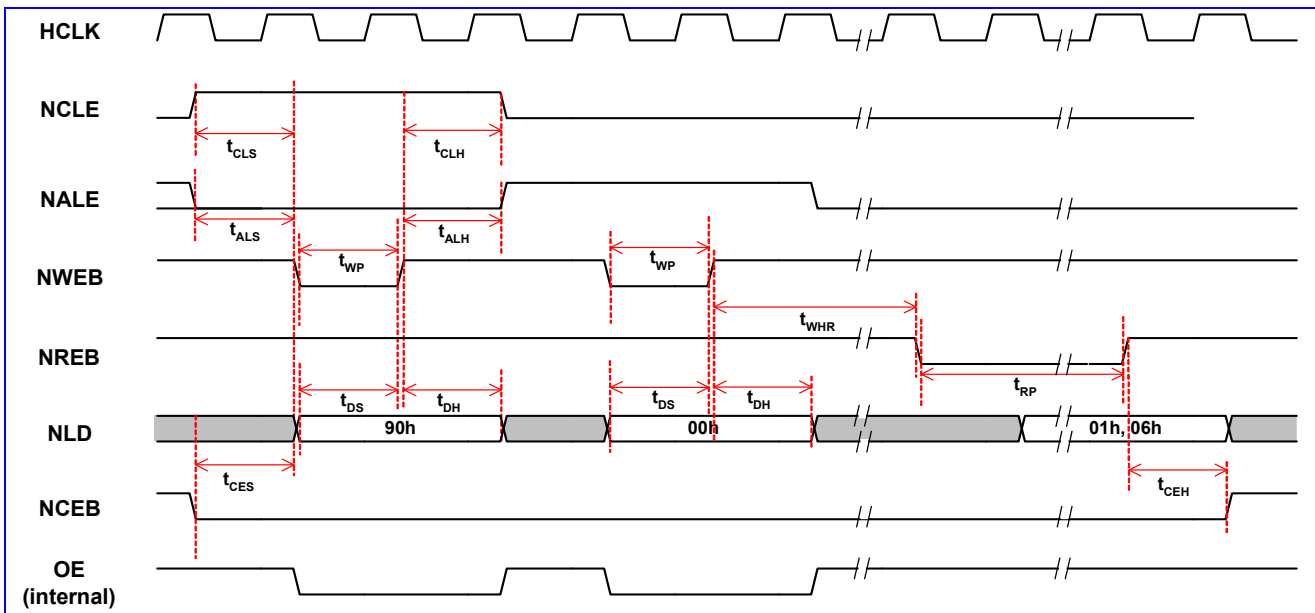 HCLK
NCLE
tCLS
tCLH
NALE
tALS
tALH
NWEB
tWP
tWP
tWHR
NREB
tRP
tDS
tDH
tDS
tDH
NLD
90h
00h
01h, 06h
tCES
tCEH
NCEB
OE
(internal)